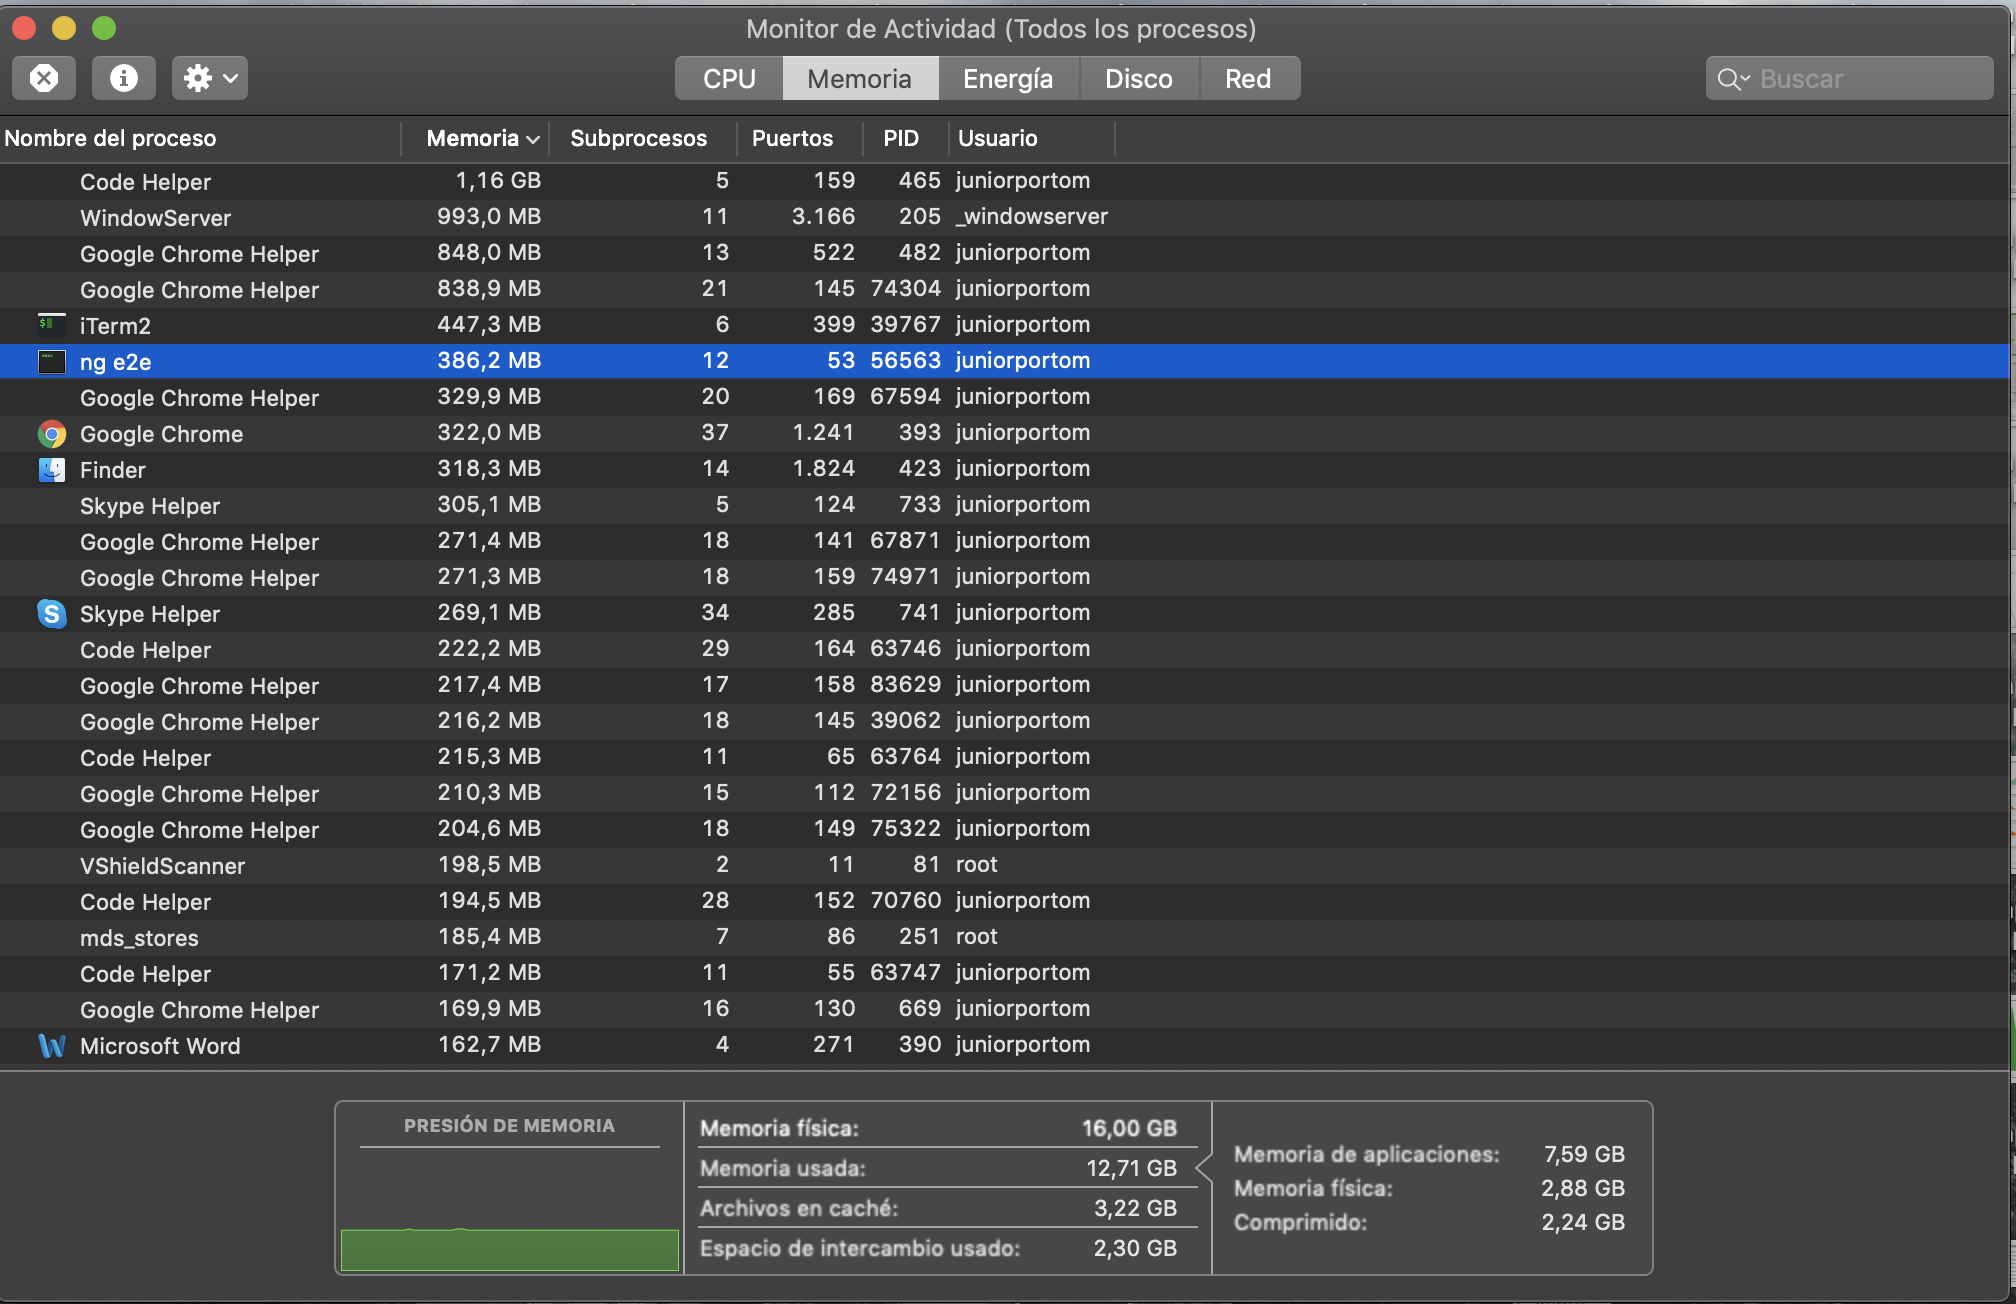 Monitor de Actividad (Todos los procesos)
CPU Memoria Energía Disco Red Buscar
Nombre del proceso Memoria Subprocesos Puertos PID Usuario
Code Helper 1,16 GB 5 159 465 juniorportom
WindowServer 993,0 MB 11 3.166 205 _windowserver
Google Chrome Helper 848,0 MB 13 522 482 juniorportom
Google Chrome Helper 838,9 MB 21 145 74304 juniorportom
iTerm2 447,3 MB 6 399 39767 juniorportom
ng e2e 386,2 MB 12 53 56563 juniorportom
Google Chrome Helper 329,9 MB 20 169 67594 juniorportom
Google Chrome 322,0 MB 37 1.241 393 juniorportom
Finder 318,3 MB 14 1.824 423 juniorportom
Skype Helper 305,1 MB 5 124 733 juniorportom
Google Chrome Helper 271,4 MB 18 141 67871 juniorportom
Google Chrome Helper 271,3 MB 18 159 74971 juniorportom
Skype Helper 269,1 MB 34 285 741 juniorportom
Code Helper 222,2 MB 29 164 63746 juniorportom
Google Chrome Helper 217,4 MB 17 158 83629 juniorportom
Google Chrome Helper 216,2 MB 18 145 39062 juniorportom
Code Helper 215,3 MB 11 65 63764 juniorportom
Google Chrome Helper 210,3 MB 15 112 72156 juniorportom
Google Chrome Helper 204,6 MB 18 149 75322 juniorportom
VShieldScanner 198,5 MB 2 11 81 root
Code Helper 194,5 MB 28 152 70760 juniorportom
mds_stores 185,4 MB 7 86 251 root
Code Helper 171,2 MB 11 55 63747 juniorportom
Google Chrome Helper 169,9 MB 16 130 669 juniorportom
Microsoft Word 162,7 MB 4 271 390 juniorportom
PRESIÓN DE MEMORIA
Memoria física: 16,00 GB
Memoria usada: 12,71 GB
Archivos en caché: 3,22 GB
Espacio de intercambio usado: 2,30 GB
Memoria de aplicaciones: 7,59 GB
Memoria física: 2,88 GB
Comprimido: 2,24 GB